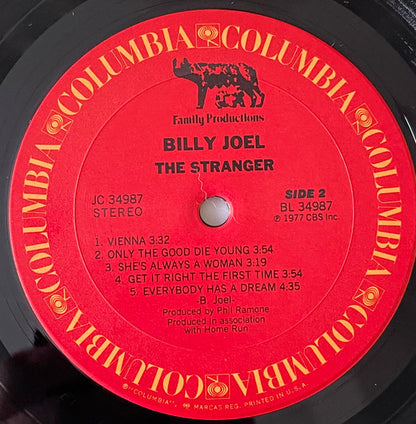 COLUMBIA COLUMBIA COLUMBIA COLUMBIA COLUMBIA COLUMBIA
Family Productions
BILLY JOEL
THE STRANGER
JC 34987
STEREO
SIDE 2
BL 34987
℗ 1977 CBS Inc.
1. VIENNA 3:32
2. ONLY THE GOOD DIE YOUNG 3:54
3. SHE'S ALWAYS A WOMAN 3:19
4. GET IT RIGHT THE FIRST TIME 3:54
5. EVERYBODY HAS A DREAM 4:35
-B. Joel-
Produced by Phil Ramone
Produced in association
with Home Run
® "COLUMBIA", MARCAS REG. PRINTED IN U.S.A.